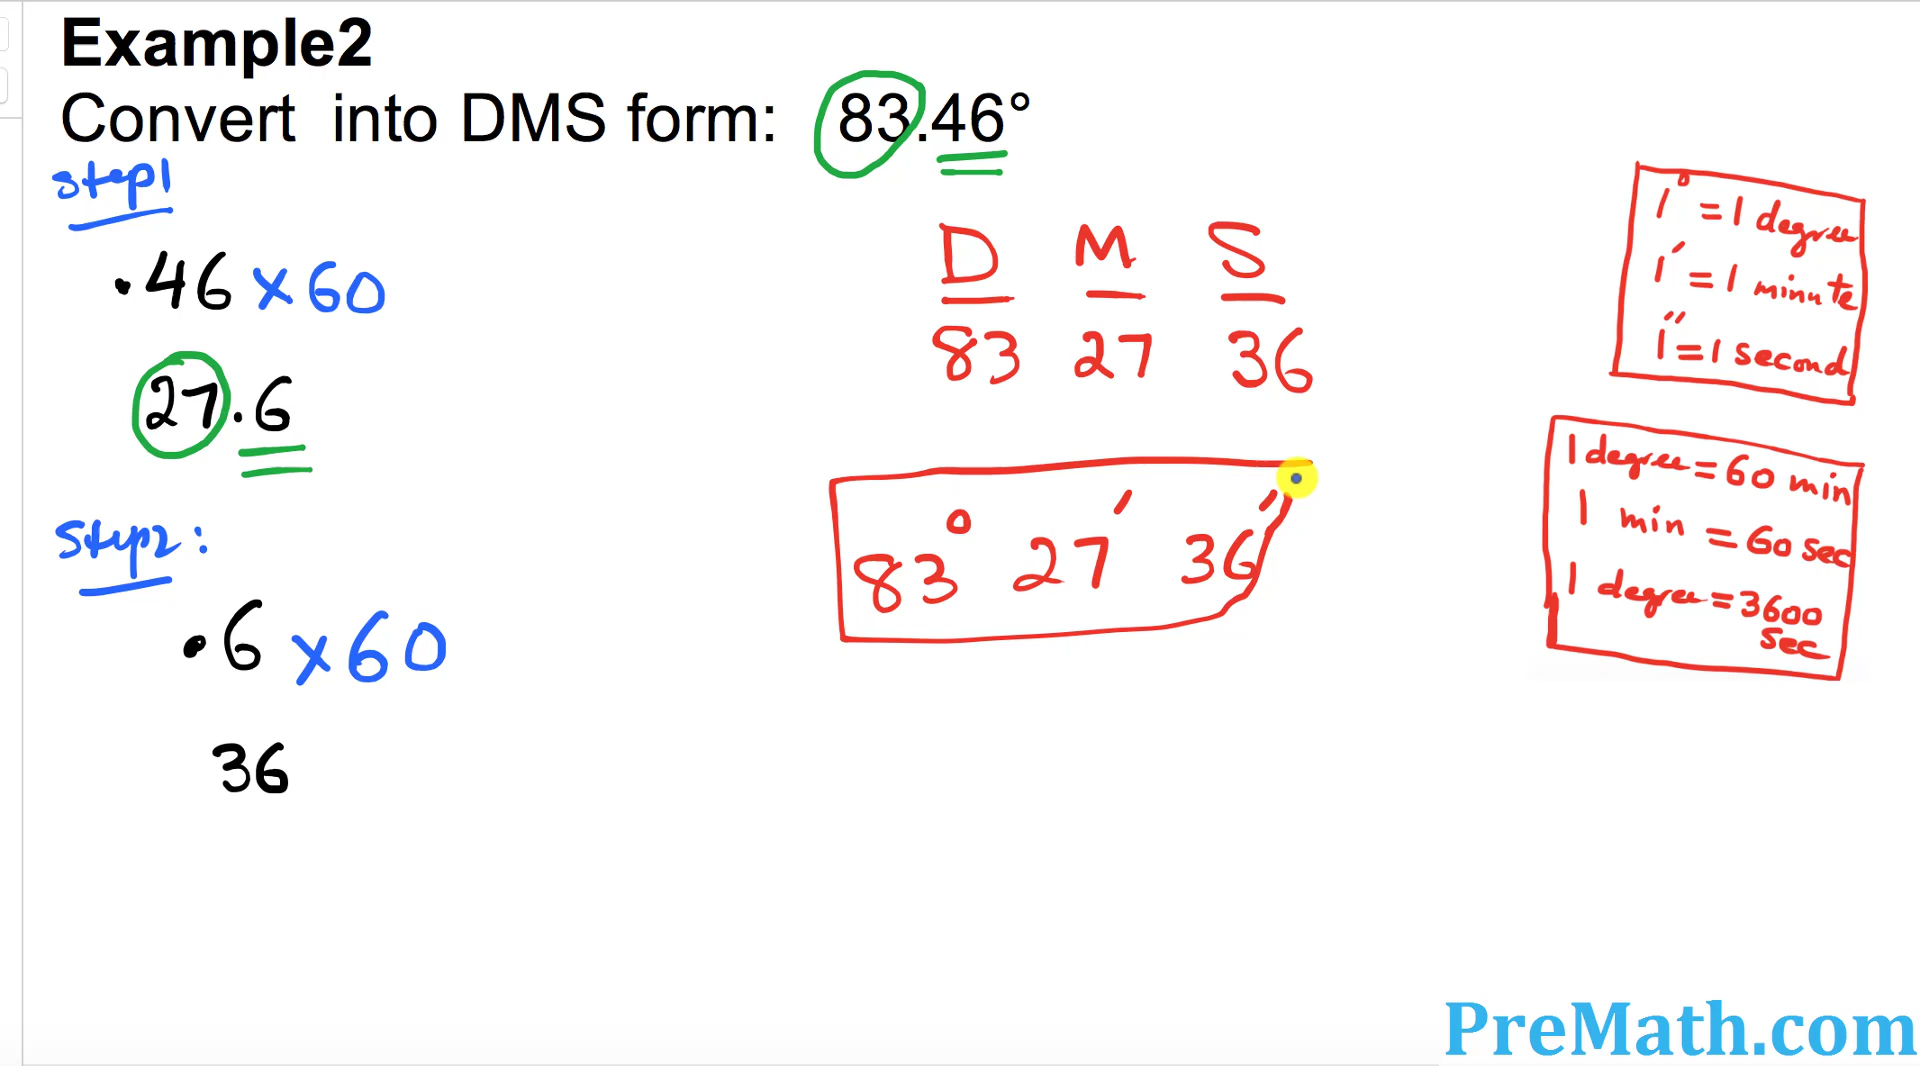 Example2
Convert into DMS form: 83.46°
step1
.46 × 60
27.6
Step2:
.6 × 60
36
D M S
83 27 36
83° 27' 36''
1° = 1 degree
1' = 1 minute
1'' = 1 second
1 degree = 60 min
1 min = 60 sec
1 degree = 3600
sec
PreMath.com